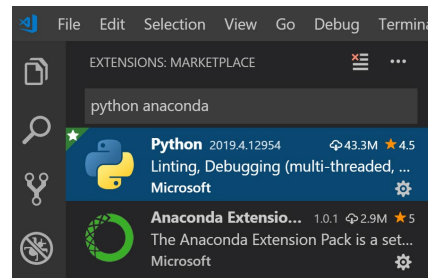 File Edit Selection View Go Debug
EXTENSIONS: MARKETPLACE
python anaconda
Python 2019.4.12954 43.3M 4.5
Linting, Debugging (multi-threaded, ...
Microsoft
Anaconda Extensio... 1.0.1 2.9M 5
The Anaconda Extension Pack is a set...
Microsoft